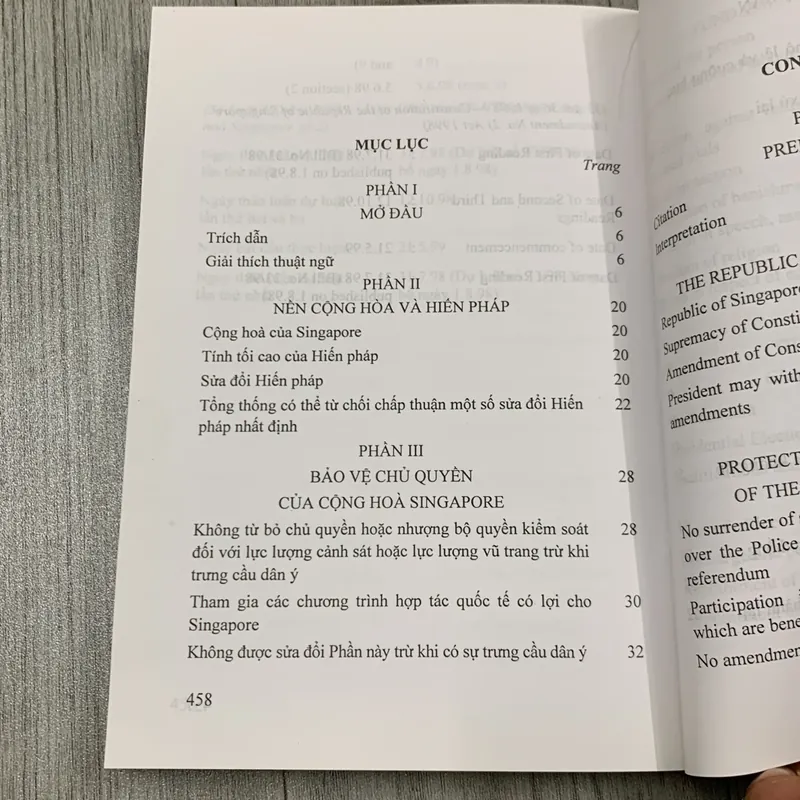 MỤC LỤC
Trang
PHẦN I
MỞ ĐẦU 6
Trích dẫn 6
Giải thích thuật ngữ 6
PHẦN II
NỀN CỘNG HÒA VÀ HIẾN PHÁP 20
Cộng hoà của Singapore 20
Tính tối cao của Hiến pháp 20
Sửa đổi Hiến pháp 20
Tổng thống có thể từ chối chấp thuận một số sửa đổi Hiến 22
pháp nhất định
PHẦN III
BẢO VỆ CHỦ QUYỀN 28
CỦA CỘNG HOÀ SINGAPORE
Không từ bỏ chủ quyền hoặc nhượng bộ quyền kiểm soát 28
đối với lực lượng cảnh sát hoặc lực lượng vũ trang trừ khi
trưng cầu dân ý
Tham gia các chương trình hợp tác quốc tế có lợi cho 30
Singapore
Không được sửa đổi Phần này trừ khi có sự trưng cầu dân ý 32
458
Citation
Interpretation
THE REPUBLIC
Republic of Singapore
Supremacy of
Amendment of
President may with
amendments
OF THE
No surrender of
over the Police
referendum
Participation
which are
No